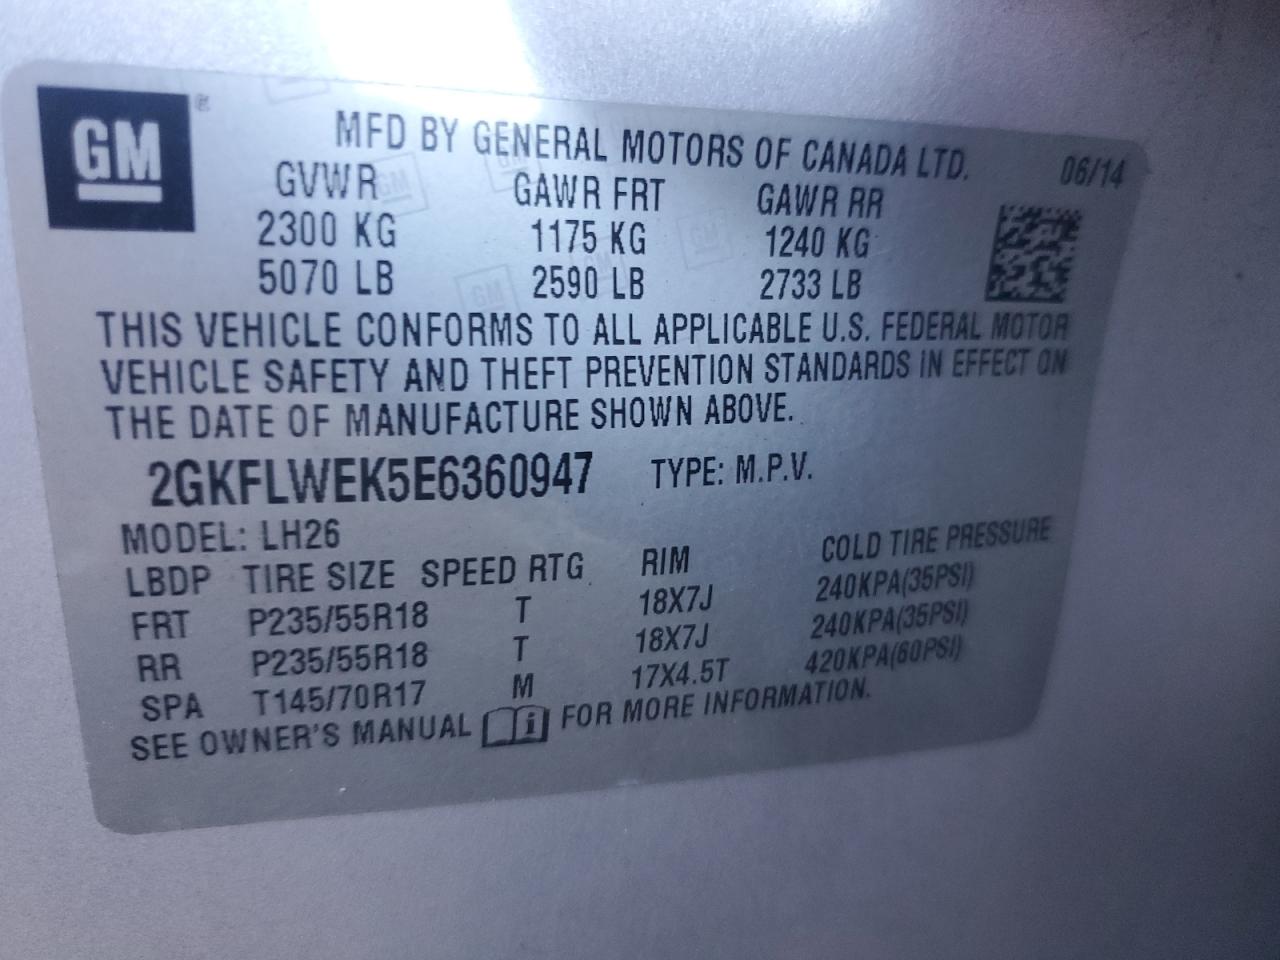 GM ®
MFD BY GENERAL MOTORS OF CANADA LTD. 06/14
GVWR GAWR FRT GAWR RR
2300 KG 1175 KG 1240 KG
5070 LB 2590 LB 2733 LB
THIS VEHICLE CONFORMS TO ALL APPLICABLE U.S. FEDERAL MOTOR
VEHICLE SAFETY AND THEFT PREVENTION STANDARDS IN EFFECT ON
THE DATE OF MANUFACTURE SHOWN ABOVE.
2GKFLWEK5E6360947 TYPE: M.P.V.
MODEL: LH26
LBDP TIRE SIZE SPEED RTG RIM COLD TIRE PRESSURE
FRT P235/55R18 T 18X7J 240KPA(35PSI)
RR P235/55R18 T 18X7J 240KPA(35PSI)
SPA T145/70R17 M 17X4.5T 420KPA(60PSI)
SEE OWNER'S MANUAL i FOR MORE INFORMATION.